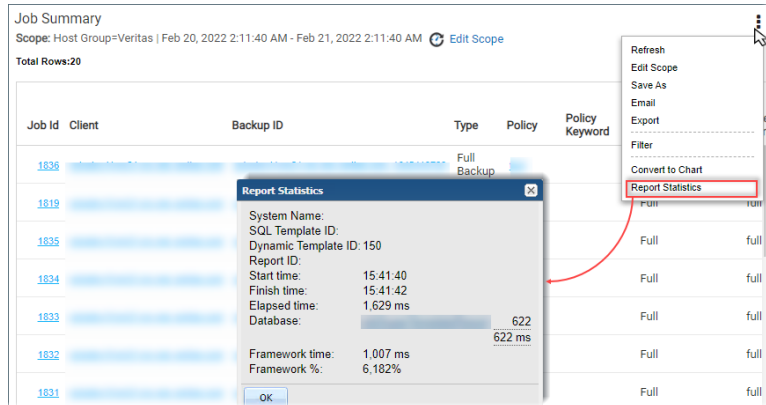 Job Summary
Scope: Host Group=Veritas | Feb 20, 2022 2:11:40 AM - Feb 21, 2022 2:11:40 AM Edit Scope
Total Rows:20
Refresh
Edit Scope
Save As
Email
Export
Filter
Convert to Chart
Report Statistics
Job Id Client Backup ID Type Policy Policy Keyword
1836 Full Backup
1819 Full full
1835 Full full
1834 Full full
1833 Full full
1832 Full full
1831 Full full
Report Statistics
System Name:
SQL Template ID:
Dynamic Template ID: 150
Report ID:
Start time: 15:41:40
Finish time: 15:41:42
Elapsed time: 1,629 ms
Database: 622
622 ms
Framework time: 1,007 ms
Framework %: 6,182%
OK